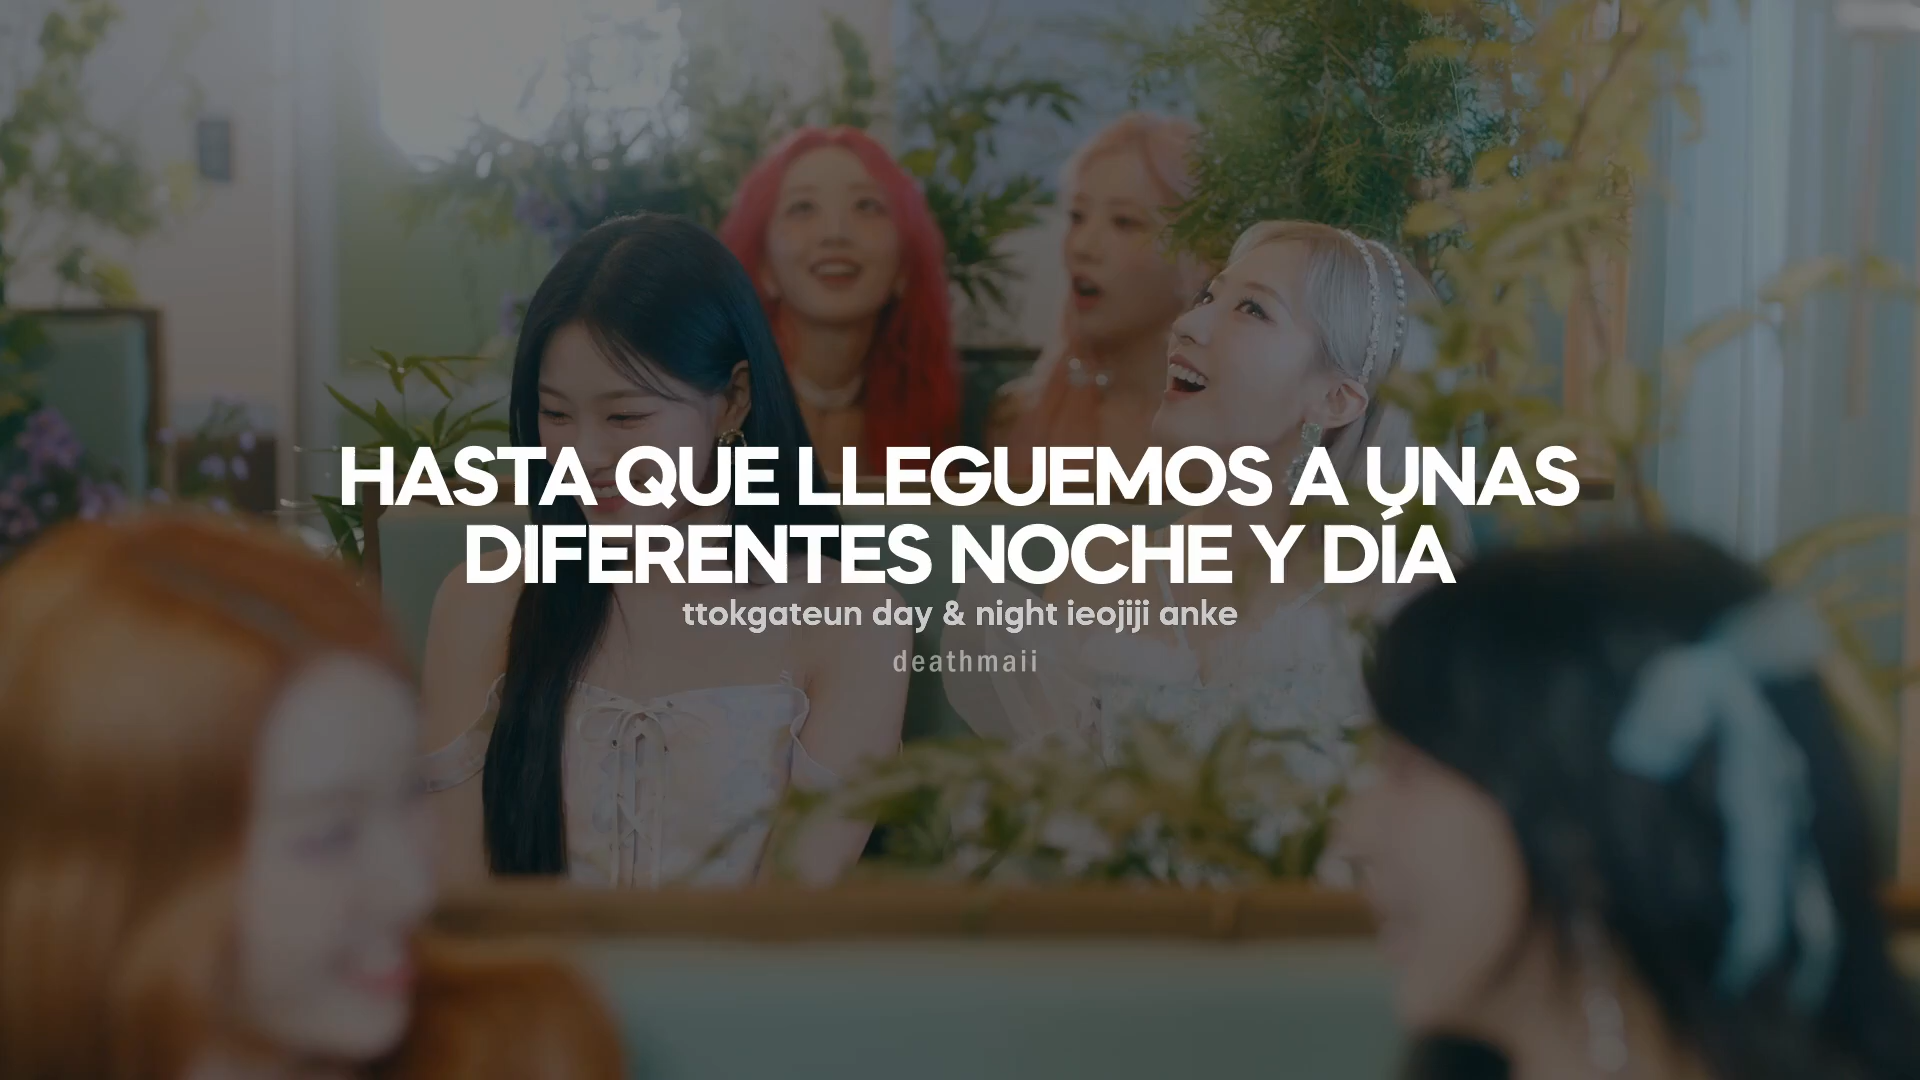 HASTA QUE LLEGUEMOS A UNAS
DIFERENTES NOCHE Y DÍA
ttokgateun day & night ieojiji anke
deathmaii